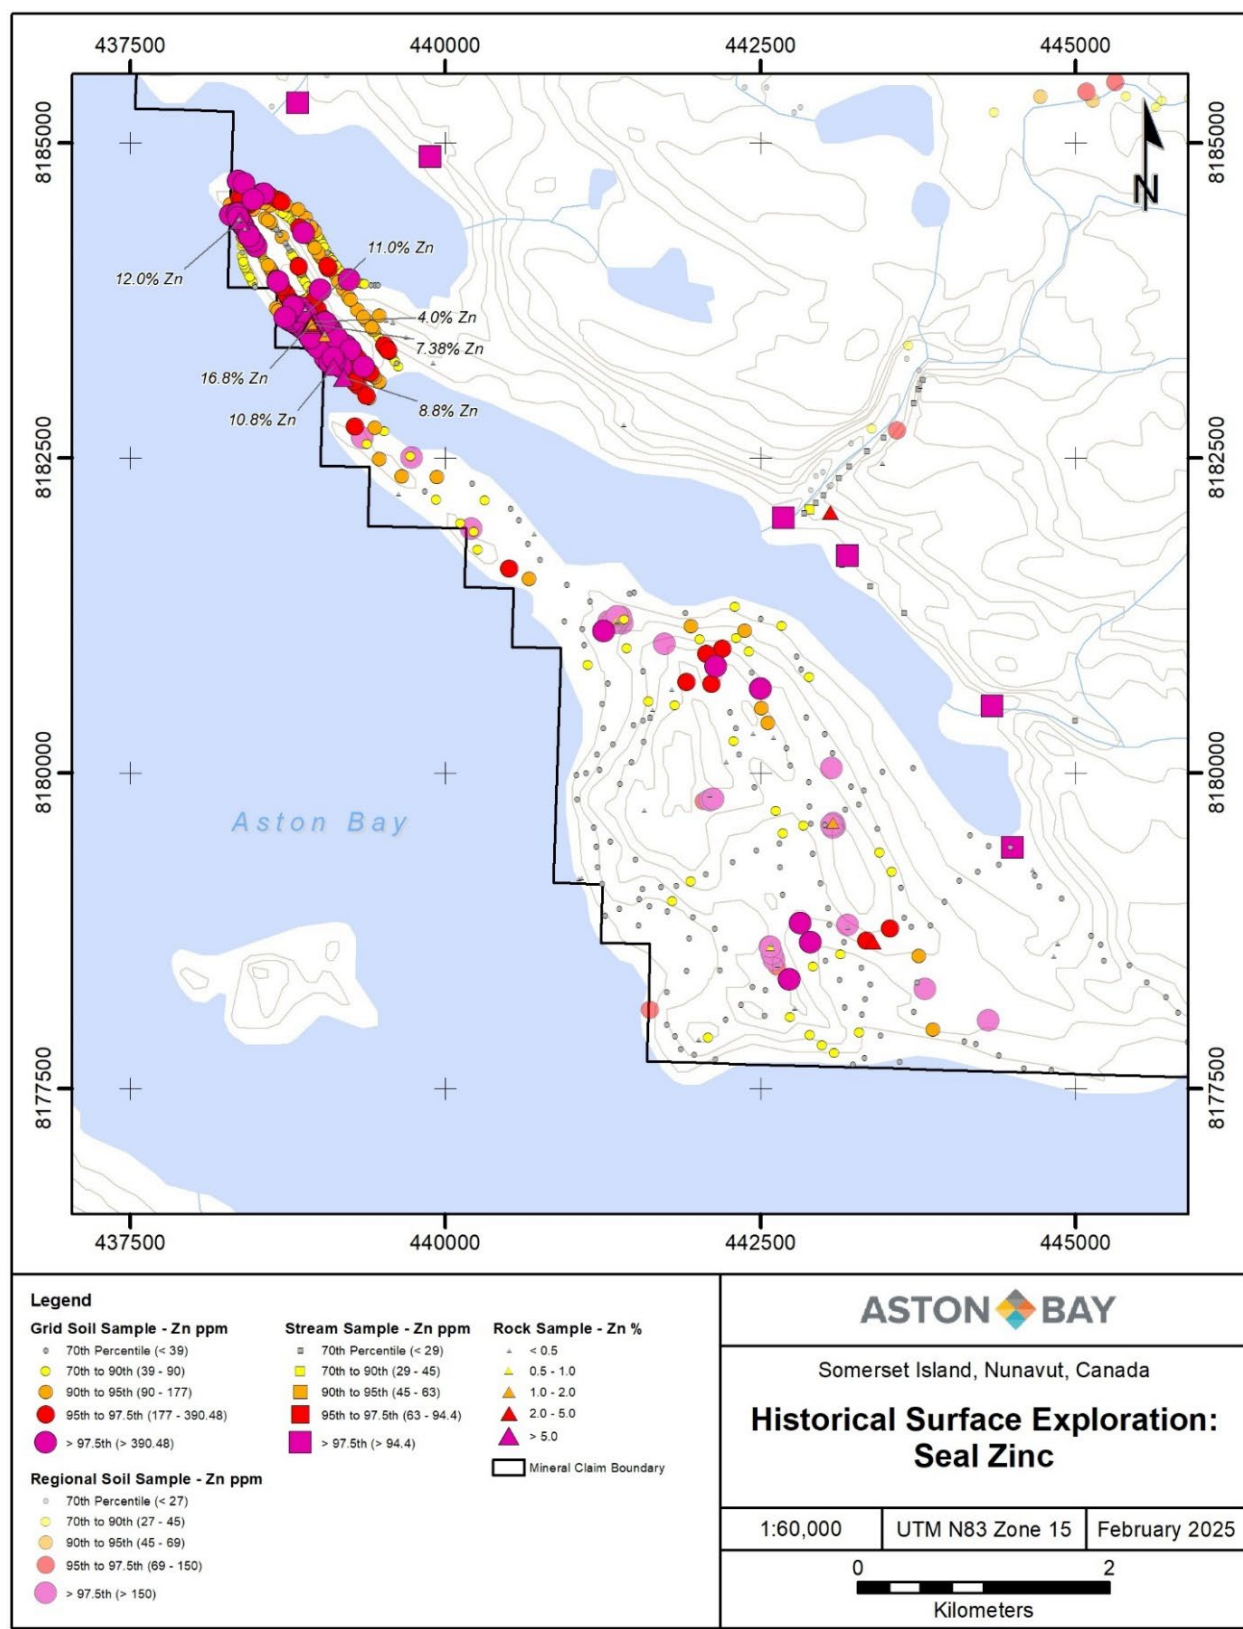 437500
440000
442500
445000
8185000
8185000
N
11.0% Zn
12.0% Zn
4.0% Zn
7.38% Zn
16.8% Zn
8.8% Zn
10.8% Zn
8182500
8182500
8180000
8180000
Aston Bay
8177500
8177500
437500
440000
442500
445000
Legend
Grid Soil Sample - Zn ppm
70th Percentile (< 39)
70th to 90th (39 - 90)
90th to 95th (90 - 177)
95th to 97.5th (177 - 390.48)
> 97.5th (> 390.48)
Regional Soil Sample - Zn ppm
70th Percentile (< 27)
70th to 90th (27 - 45)
90th to 95th (45 - 69)
95th to 97.5th (69 - 150)
> 97.5th (> 150)
Stream Sample - Zn ppm
70th Percentile (< 29)
70th to 90th (29 - 45)
90th to 95th (45 - 63)
95th to 97.5th (63 - 94.4)
> 97.5th (> 94.4)
Rock Sample - Zn %
< 0.5
0.5 - 1.0
1.0 - 2.0
2.0 - 5.0
> 5.0
Mineral Claim Boundary
ASTON BAY
Somerset Island, Nunavut, Canada
Historical Surface Exploration:
Seal Zinc
1:60,000
UTM N83 Zone 15
February 2025
0 2
Kilometers